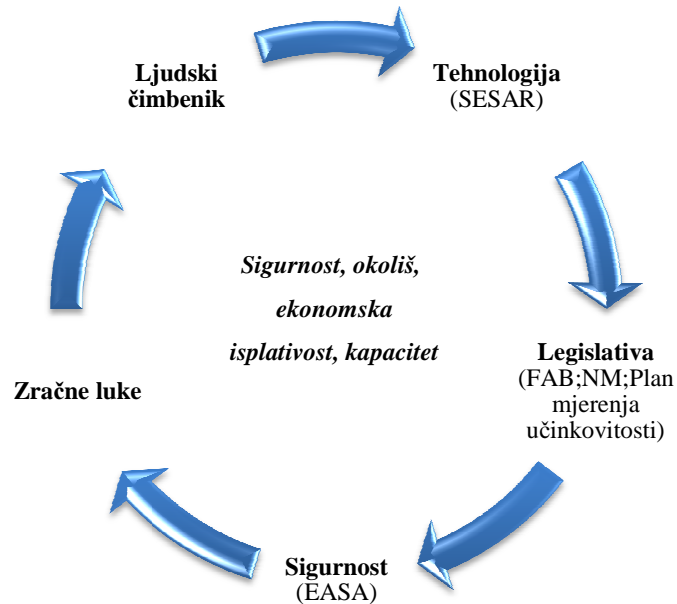 Ljudski
čimbenik
Tehnologija
(SESAR)
Sigurnost, okoliš,
ekonomska
isplativost, kapacitet
Legislativa
(FAB;NM;Plan
mjerenja
učinkovitosti)
Zračne luke
Sigurnost
(EASA)